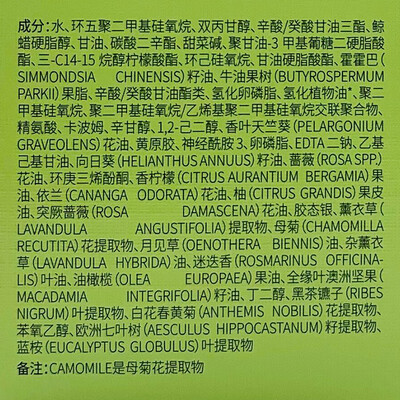 成分：水、环五聚二甲基硅氧烷、双丙甘醇、辛酸/癸酸甘油三酯、鲸
蜡硬脂醇、甘油、碳酸二辛酯、甜菜碱、聚甘油-3 甲基葡糖二硬脂酸
酯、三-C14-15 烷醇柠檬酸酯、环己硅氧烷、甘油硬脂酸酯、霍霍巴(
SIMMONDSIA CHINENSIS) 籽油、牛油果树(BUTYROSPERMUM
PARKII) 果脂、辛酸/癸酸甘油酯类、氢化卵磷脂、氢化植物油*、聚二
甲基硅氧烷、聚二甲基硅氧烷/乙烯基聚二甲基硅氧烷交联聚合物、
精氨酸、卡波姆、辛甘醇、1,2-己二醇、香叶天竺葵(PELARGONIUM
GRAVEOLENS) 花油、黄原胶、神经酰胺 3、卵磷脂、EDTA 二钠、乙基
己基甘油、向日葵 (HELIANTHUS ANNUUS) 籽油、蔷薇(ROSA SPP.)
花油、环庚三烯酚酮、香柠檬(CITRUS AURANTIUM BERGAMIA) 果
油、依兰(CANANGA ODORATA) 花油、柚(CITRUS GRANDIS) 果皮
油、突厥蔷薇(ROSA DAMASCENA) 花油、胶态银、薰衣草(
LAVANDULA ANGUSTIFOLIA) 提取物、母菊 (CHAMOMILLA
RECUTITA) 花提取物、月见草 (OENOTHERA BIENNIS) 油、杂薰衣
草(LAVANDULA HYBRIDA) 油、迷迭香(ROSMARINUS OFFICINA-
LIS) 叶油、油橄榄(OLEA EUROPAEA) 果油、全缘叶澳洲坚果(
MACADAMIA INTEGRIFOLIA) 籽油、丁二醇、黑茶镳子(RIBES
NIGRUM) 叶提取物、白花春黄菊(ANTHEMIS NOBILIS) 花提取物、
苯氧乙醇、欧洲七叶树(AESCULUS HIPPOCASTANUM) 籽提取物、
蓝桉(EUCALYPTUS GLOBULUS) 叶提取物
备注：CAMOMILE是母菊花提取物